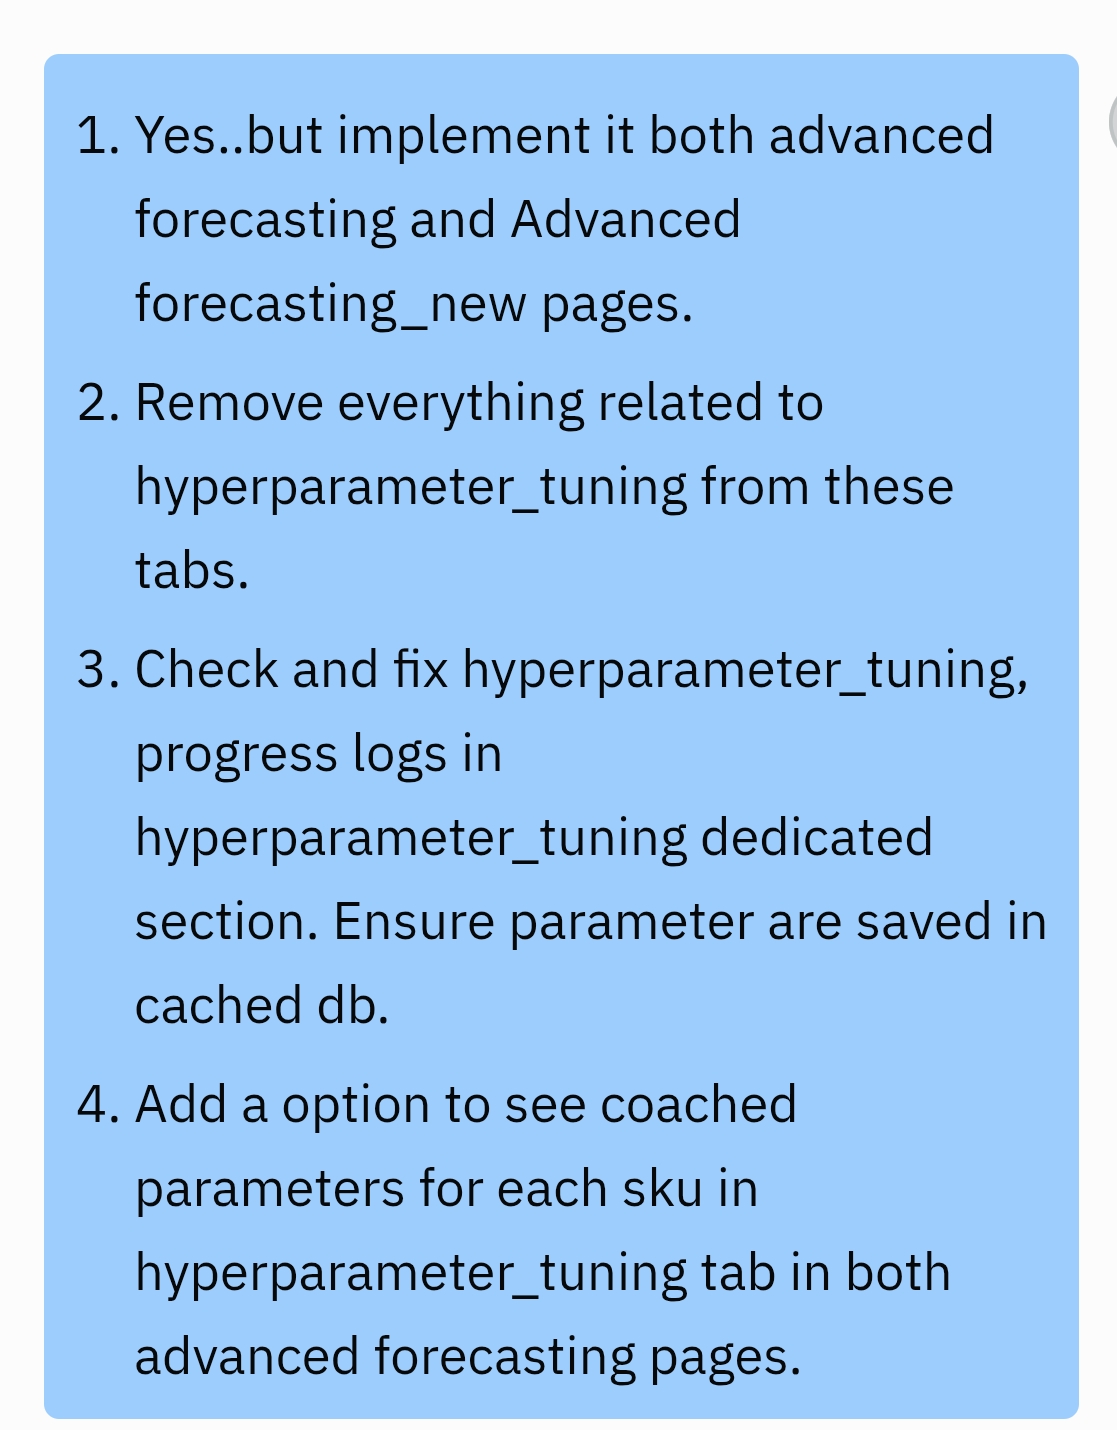 1. Yes..but implement it both advanced
forecasting and Advanced
forecasting_new pages.
2. Remove everything related to
hyperparameter_tuning from these
tabs.
3. Check and fix hyperparameter_tuning,
progress logs in
hyperparameter_tuning dedicated
section. Ensure parameter are saved in
cached db.
4. Add a option to see coached
parameters for each sku in
hyperparameter_tuning tab in both
advanced forecasting pages.